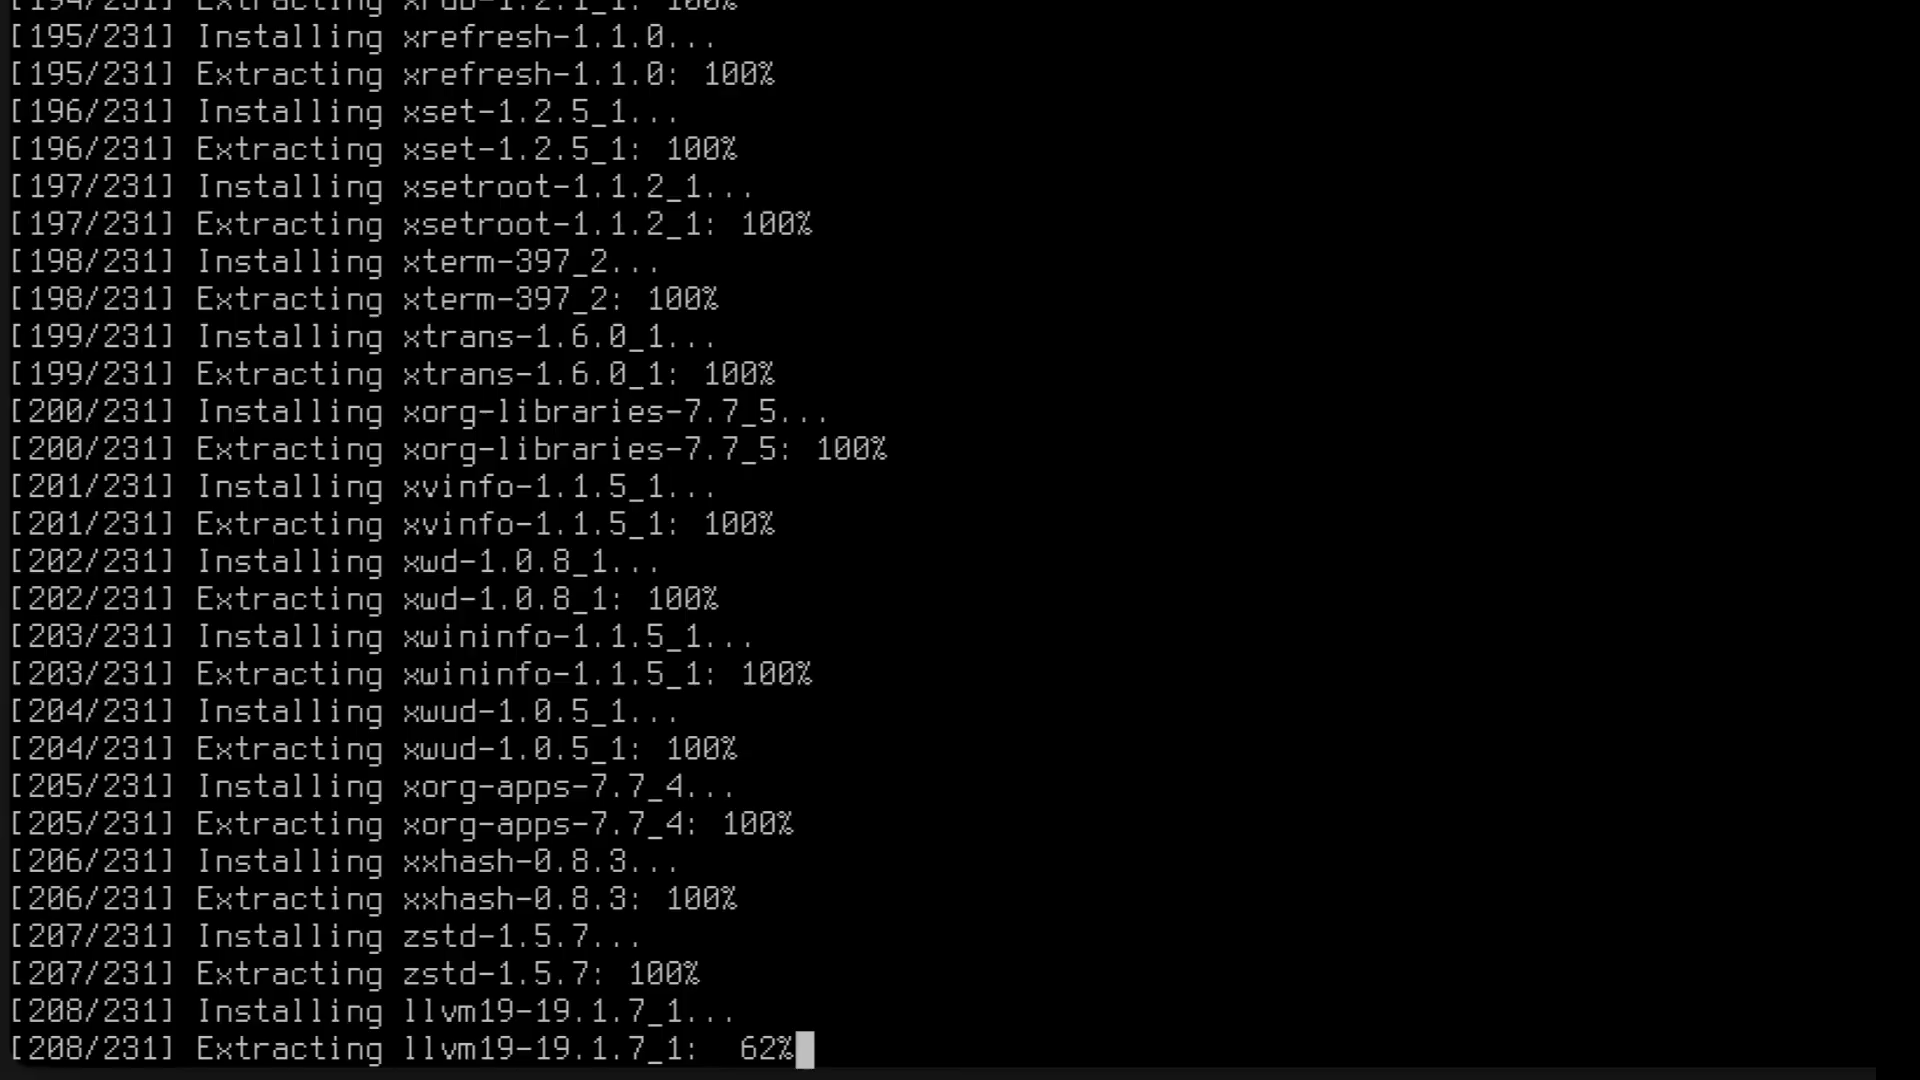 [194/231] Extracting xrdb-1.2.1_1: 100%
[195/231] Installing xrefresh-1.1.0...
[195/231] Extracting xrefresh-1.1.0: 100%
[196/231] Installing xset-1.2.5_1...
[196/231] Extracting xset-1.2.5_1: 100%
[197/231] Installing xsetroot-1.1.2_1...
[197/231] Extracting xsetroot-1.1.2_1: 100%
[198/231] Installing xterm-397_2...
[198/231] Extracting xterm-397_2: 100%
[199/231] Installing xtrans-1.6.0_1...
[199/231] Extracting xtrans-1.6.0_1: 100%
[200/231] Installing xorg-libraries-7.7_5...
[200/231] Extracting xorg-libraries-7.7_5: 100%
[201/231] Installing xvinfo-1.1.5_1...
[201/231] Extracting xvinfo-1.1.5_1: 100%
[202/231] Installing xwd-1.0.8_1...
[202/231] Extracting xwd-1.0.8_1: 100%
[203/231] Installing xwininfo-1.1.5_1...
[203/231] Extracting xwininfo-1.1.5_1: 100%
[204/231] Installing xwud-1.0.5_1...
[204/231] Extracting xwud-1.0.5_1: 100%
[205/231] Installing xorg-apps-7.7_4...
[205/231] Extracting xorg-apps-7.7_4: 100%
[206/231] Installing xxhash-0.8.3...
[206/231] Extracting xxhash-0.8.3: 100%
[207/231] Installing zstd-1.5.7...
[207/231] Extracting zstd-1.5.7: 100%
[208/231] Installing llvm19-19.1.7_1...
[208/231] Extracting llvm19-19.1.7_1:  62%